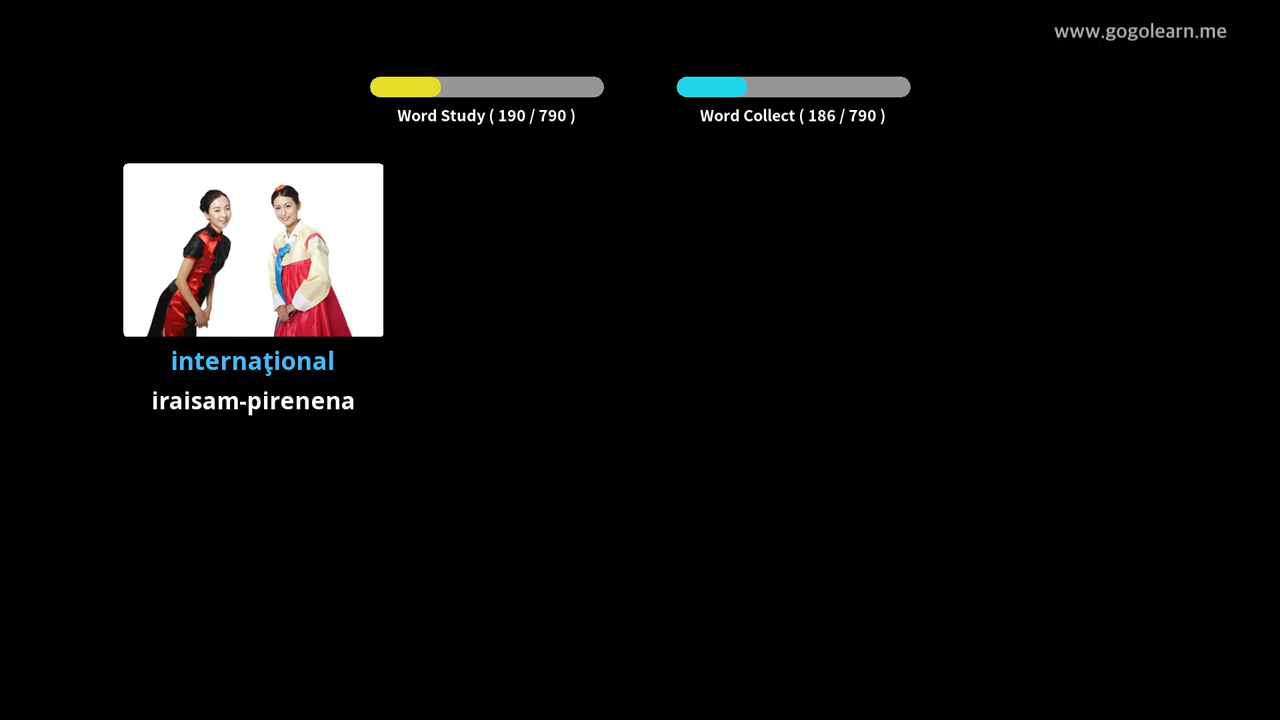 www.gogolearn.me
Word Study ( 190 / 790 )
Word Collect ( 186 / 790 )
internaţional
iraisam-pirenena